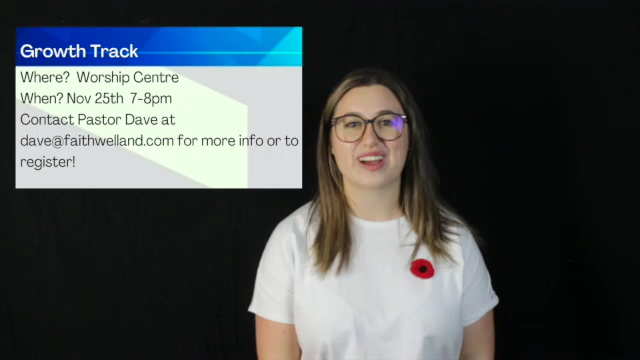 Growth Track
Where?  Worship Centre
When? Nov 25th  7-8pm
Contact Pastor Dave at
dave@faithwelland.com for more info or to
register!